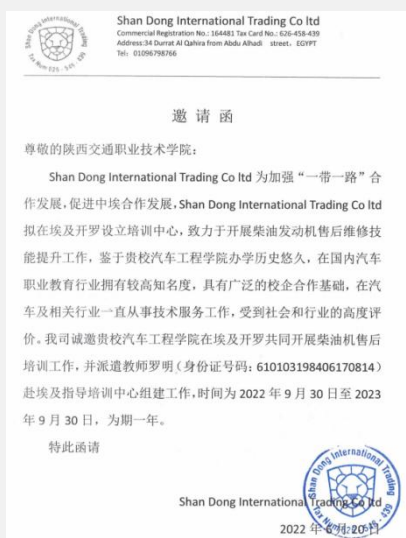 Shan Dong International Trading Co ltd
Commercial Registration No.: 164481 Tax Card No.: 626-458-439
Address:34 Durrat Al Qahira from Abdu Alhadi street, EGYPT
Tel: 01096798766
Shan Dong International Trading
邀请函
尊敬的陕西交通职业技术学院:
Shan Dong International Trading Co ltd 为加强“一带一路”合
作发展,促进中埃合作发展,Shan Dong International Trading Co ltd
拟在埃及开罗设立培训中心,致力于开展柴油发动机售后维修技
能提升工作,鉴于贵校汽车工程学院办学历史悠久,在国内汽车
职业教育行业拥有较高知名度,具有广泛的校企合作基础,在汽
车及相关行业一直从事技术服务工作,受到社会和行业的高度评
价。我司诚邀贵校汽车工程学院在埃及开罗共同开展柴油机售后
培训工作,并派遣教师罗明(身份证号码:610103198406170814)
赴埃及指导培训中心组建工作,时间为 2022 年 9 月 30 日至 2023
年 9 月 30 日,为期一年。
特此函请
Shan Dong International Trading Co ltd
2022 年 6 月 20 日
Shan Dong International Trading